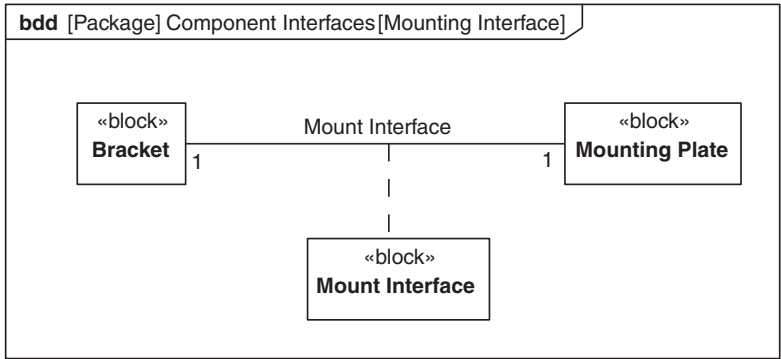 bdd [Package] Component Interfaces[Mounting Interface]
«block»
Bracket
1
Mount Interface
1
«block»
Mounting Plate
«block»
Mount Interface